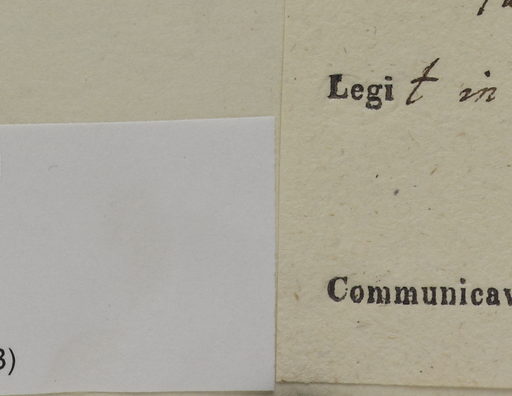 Legi t in
Communicav
3)